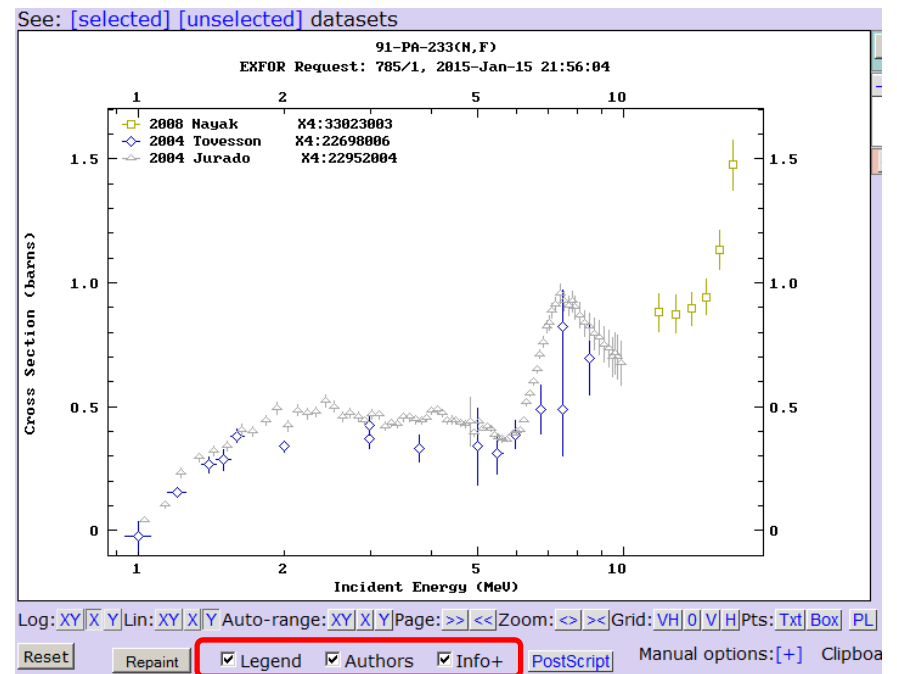 See: [selected] [unselected] datasets
91-PA-233(N,F)
EXFOR Request: 785/1, 2015-Jan-15 21:56:04
1 2 5 10
2008 Nayak X4:33023003
2004 Tovesson X4:22698006
2004 Jurado X4:22952004
1.5 1.5
1.0 1.0
Cross Section (barns)
0.5 0.5
0 0
1 2 5 10
Incident Energy (MeV)
Log: XY X Y Lin: XY X Y Auto-range: XY X Y Page: >> << Zoom: <> >< Grid: VH 0 V H Pts: Txt Box PL
Reset Repaint Legend Authors Info+ PostScript Manual options:[+] Clipboa